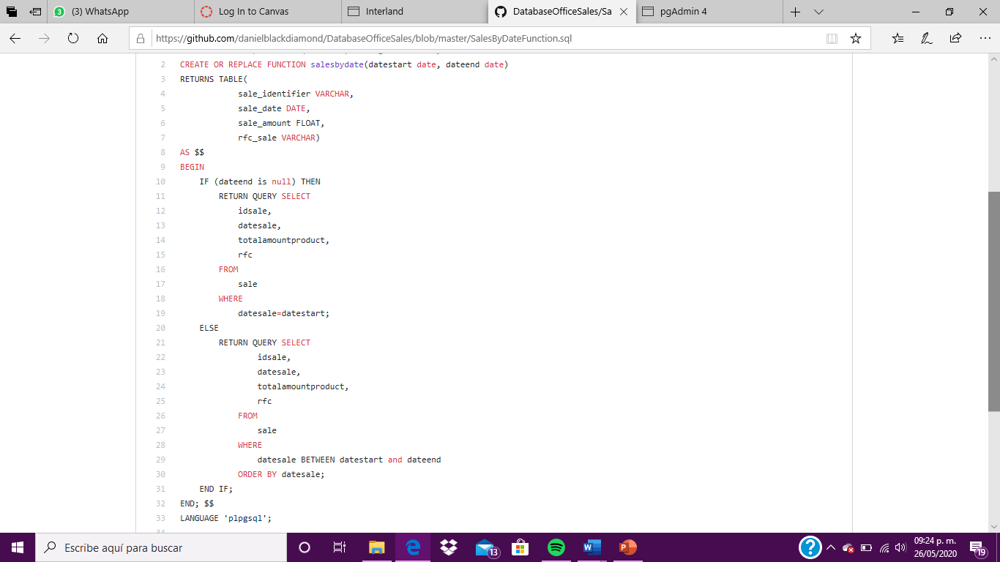 (3) WhatsApp
Log In to Canvas
Interland
DatabaseOfficeSales/Sa
pgAdmin 4
https://github.com/danielblackdiamond/DatabaseOfficeSales/blob/master/SalesByDateFunction.sql
2 CREATE OR REPLACE FUNCTION salesbydate(datestart date, dateend date)
3 RETURNS TABLE(
4 sale_identifier VARCHAR,
5 sale_date DATE,
6 sale_amount FLOAT,
7 rfc_sale VARCHAR)
8 AS $$
9 BEGIN
10 IF (dateend is null) THEN
11 RETURN QUERY SELECT
12 idsale,
13 datesale,
14 totalamountproduct,
15 rfc
16 FROM
17 sale
18 WHERE
19 datesale=datestart;
20 ELSE
21 RETURN QUERY SELECT
22 idsale,
23 datesale,
24 totalamountproduct,
25 rfc
26 FROM
27 sale
28 WHERE
29 datesale BETWEEN datestart and dateend
30 ORDER BY datesale;
31 END IF;
32 END; $$
33 LANGUAGE 'plpgsql';
34
Escribe aquí para buscar
13
09:24 p. m.
26/05/2020
19